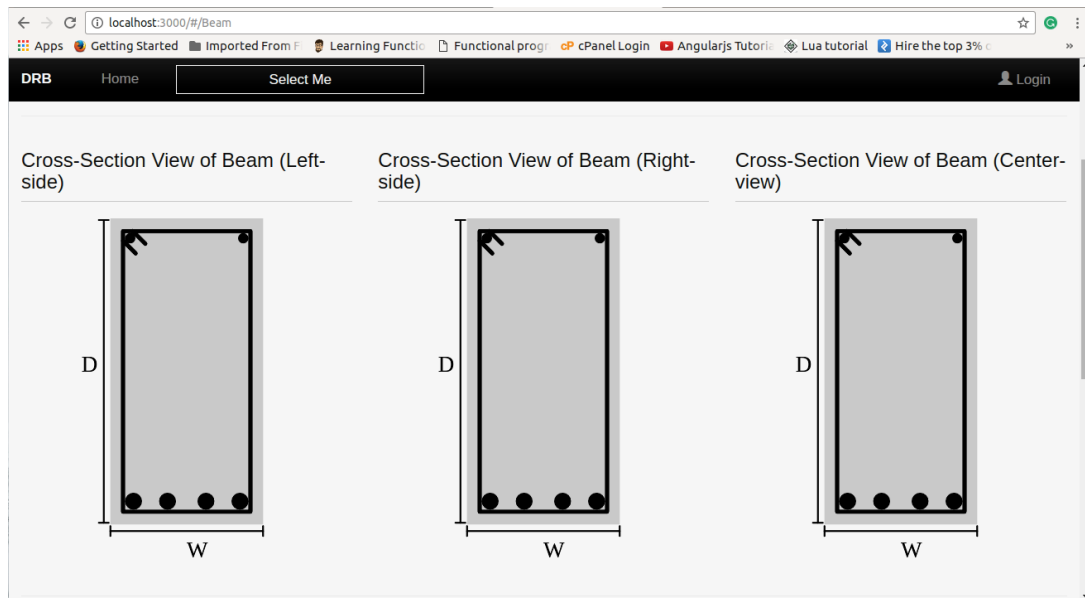 localhost:3000/#/Beam
Apps Getting Started Imported From F Learning Functio Functional progr cPanel Login Angularjs Tutoria Lua tutorial Hire the top 3% »
DRB Home Select Me Login
Cross-Section View of Beam (Left-
side)
Cross-Section View of Beam (Right-
side)
Cross-Section View of Beam (Center-
view)
D
W
D
W
D
W